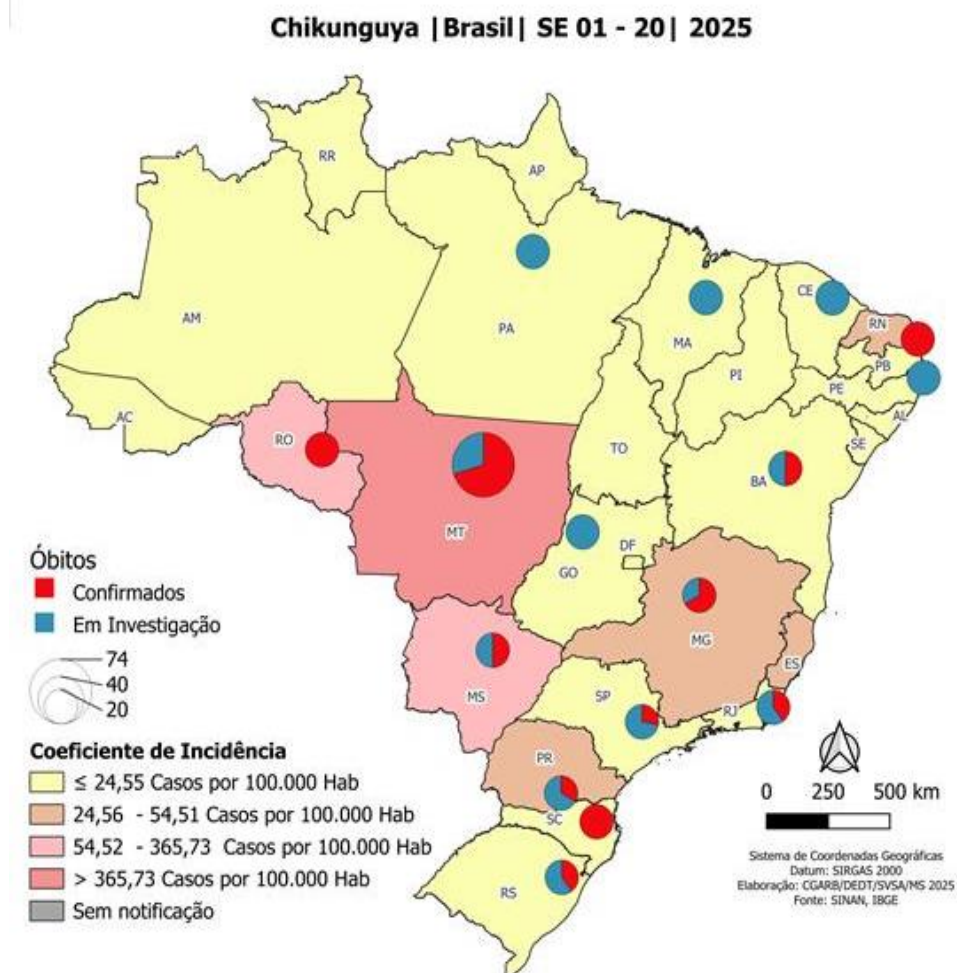 Chikunguya |Brasil| SE 01 - 20| 2025
RR
AP
AM
PA
MA
CE
RN
PB
PI
PE
AL
AC
SE
TO
RO
BA
MT
DF
GO
MG
ES
MS
SP
RJ
PR
SC
RS
Óbitos
Confirmados
Em Investigação
74
40
20
Coeficiente de Incidência
≤ 24,55 Casos por 100.000 Hab
24,56 - 54,51 Casos por 100.000 Hab
54,52 - 365,73 Casos por 100.000 Hab
> 365,73 Casos por 100.000 Hab
Sem notificação
0 250 500 km
Sistema de Coordenadas Geográficas
Datum: SIRGAS 2000
Elaboração: CGARB/DEDT/SVSA/MS 2025
Fonte: SINAN, IBGE